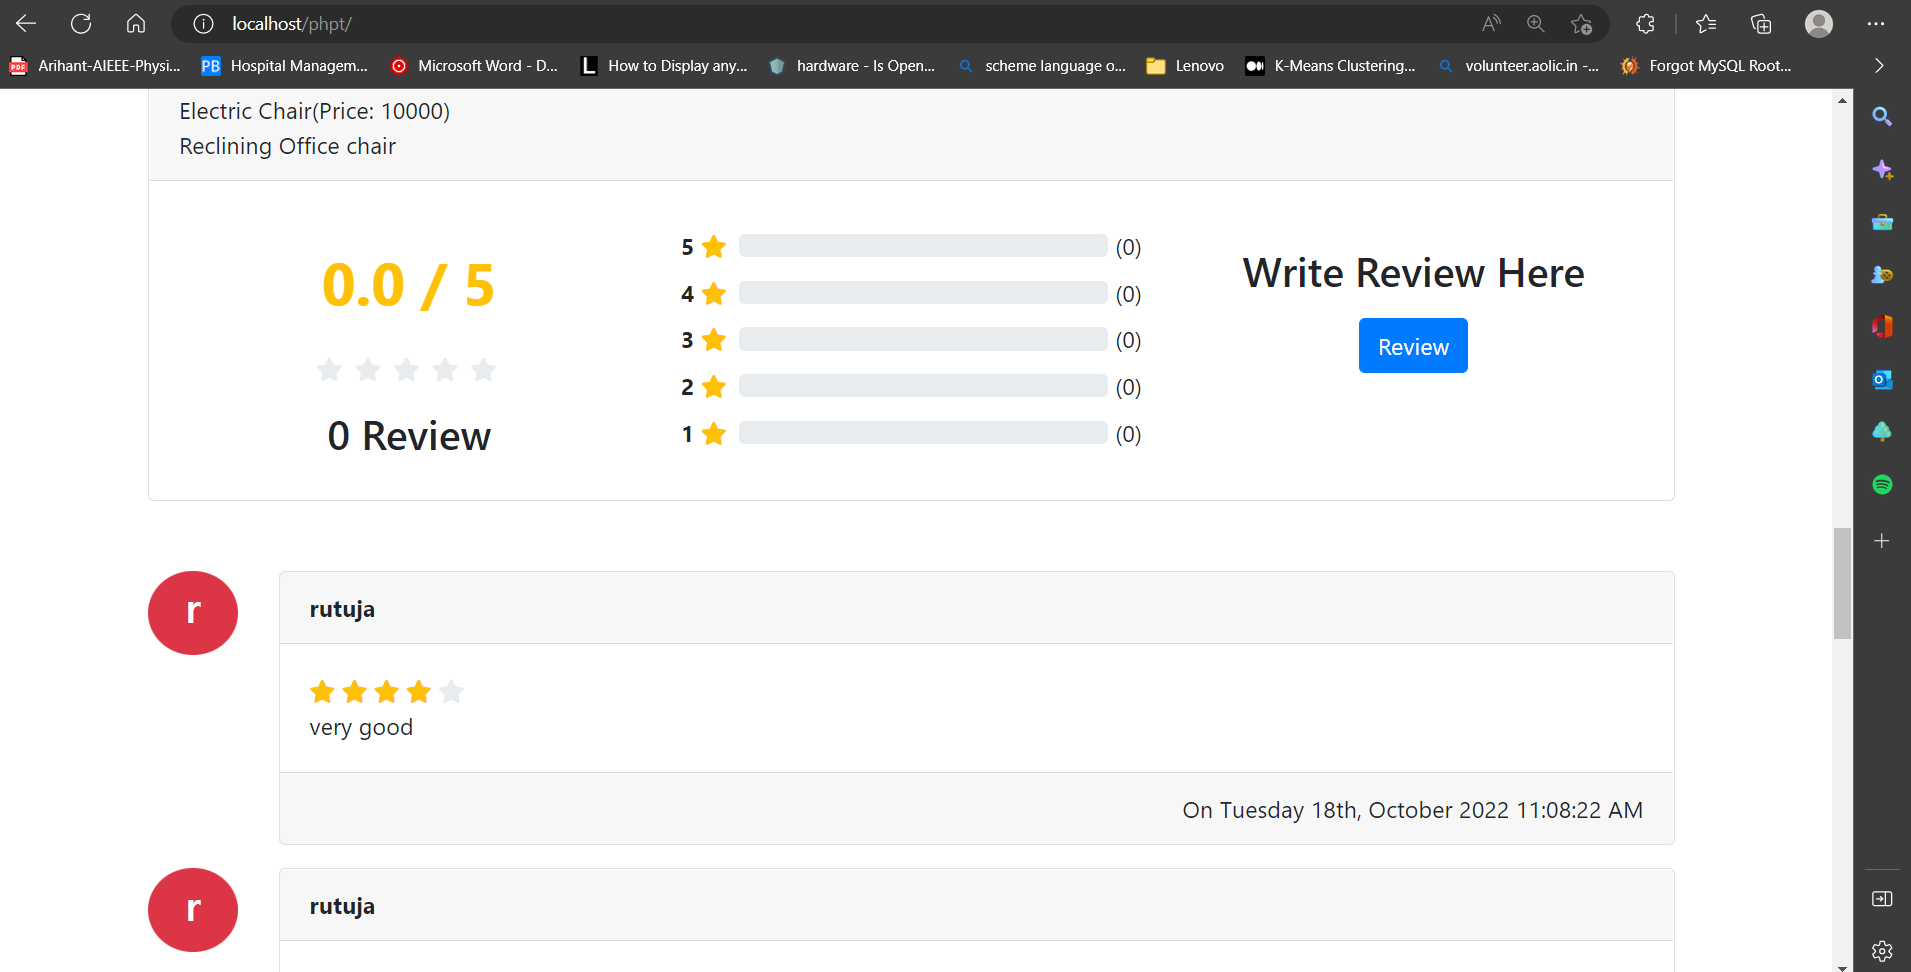 localhost/phpt/
Arihant-AIEEE-Physi...
PB Hospital Managem...
Microsoft Word - D...
L How to Display any...
hardware - Is Open...
scheme language o...
Lenovo
K-Means Clustering...
volunteer.aolic.in -...
Forgot MySQL Root...
Electric Chair(Price: 10000)
Reclining Office chair
0.0 / 5
0 Review
5 (0)
4 (0)
3 (0)
2 (0)
1 (0)
Write Review Here
Review
r
rutuja
very good
On Tuesday 18th, October 2022 11:08:22 AM
r
rutuja